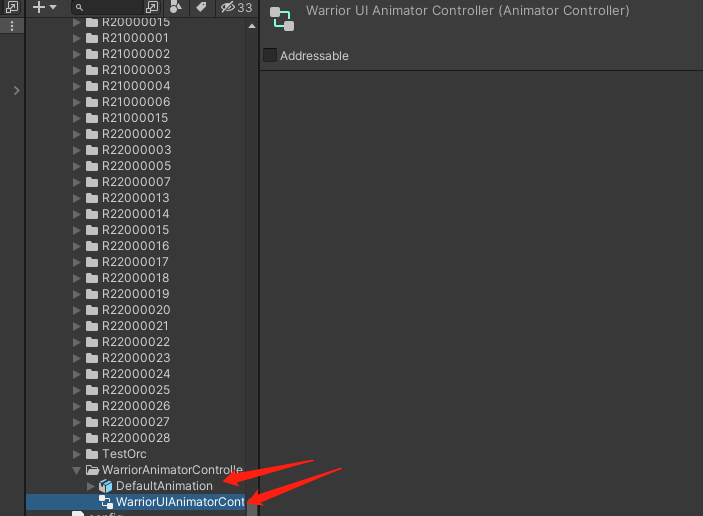 33
Warrior UI Animator Controller (Animator Controller)
Addressable
R20000015
R21000001
R21000002
R21000003
R21000004
R21000006
R21000015
R22000002
R22000003
R22000005
R22000007
R22000013
R22000014
R22000015
R22000016
R22000017
R22000018
R22000019
R22000020
R22000021
R22000022
R22000023
R22000024
R22000025
R22000026
R22000027
R22000028
TestOrc
WarriorAnimatorControlle
DefaultAnimation
WarriorUIAnimatorCont